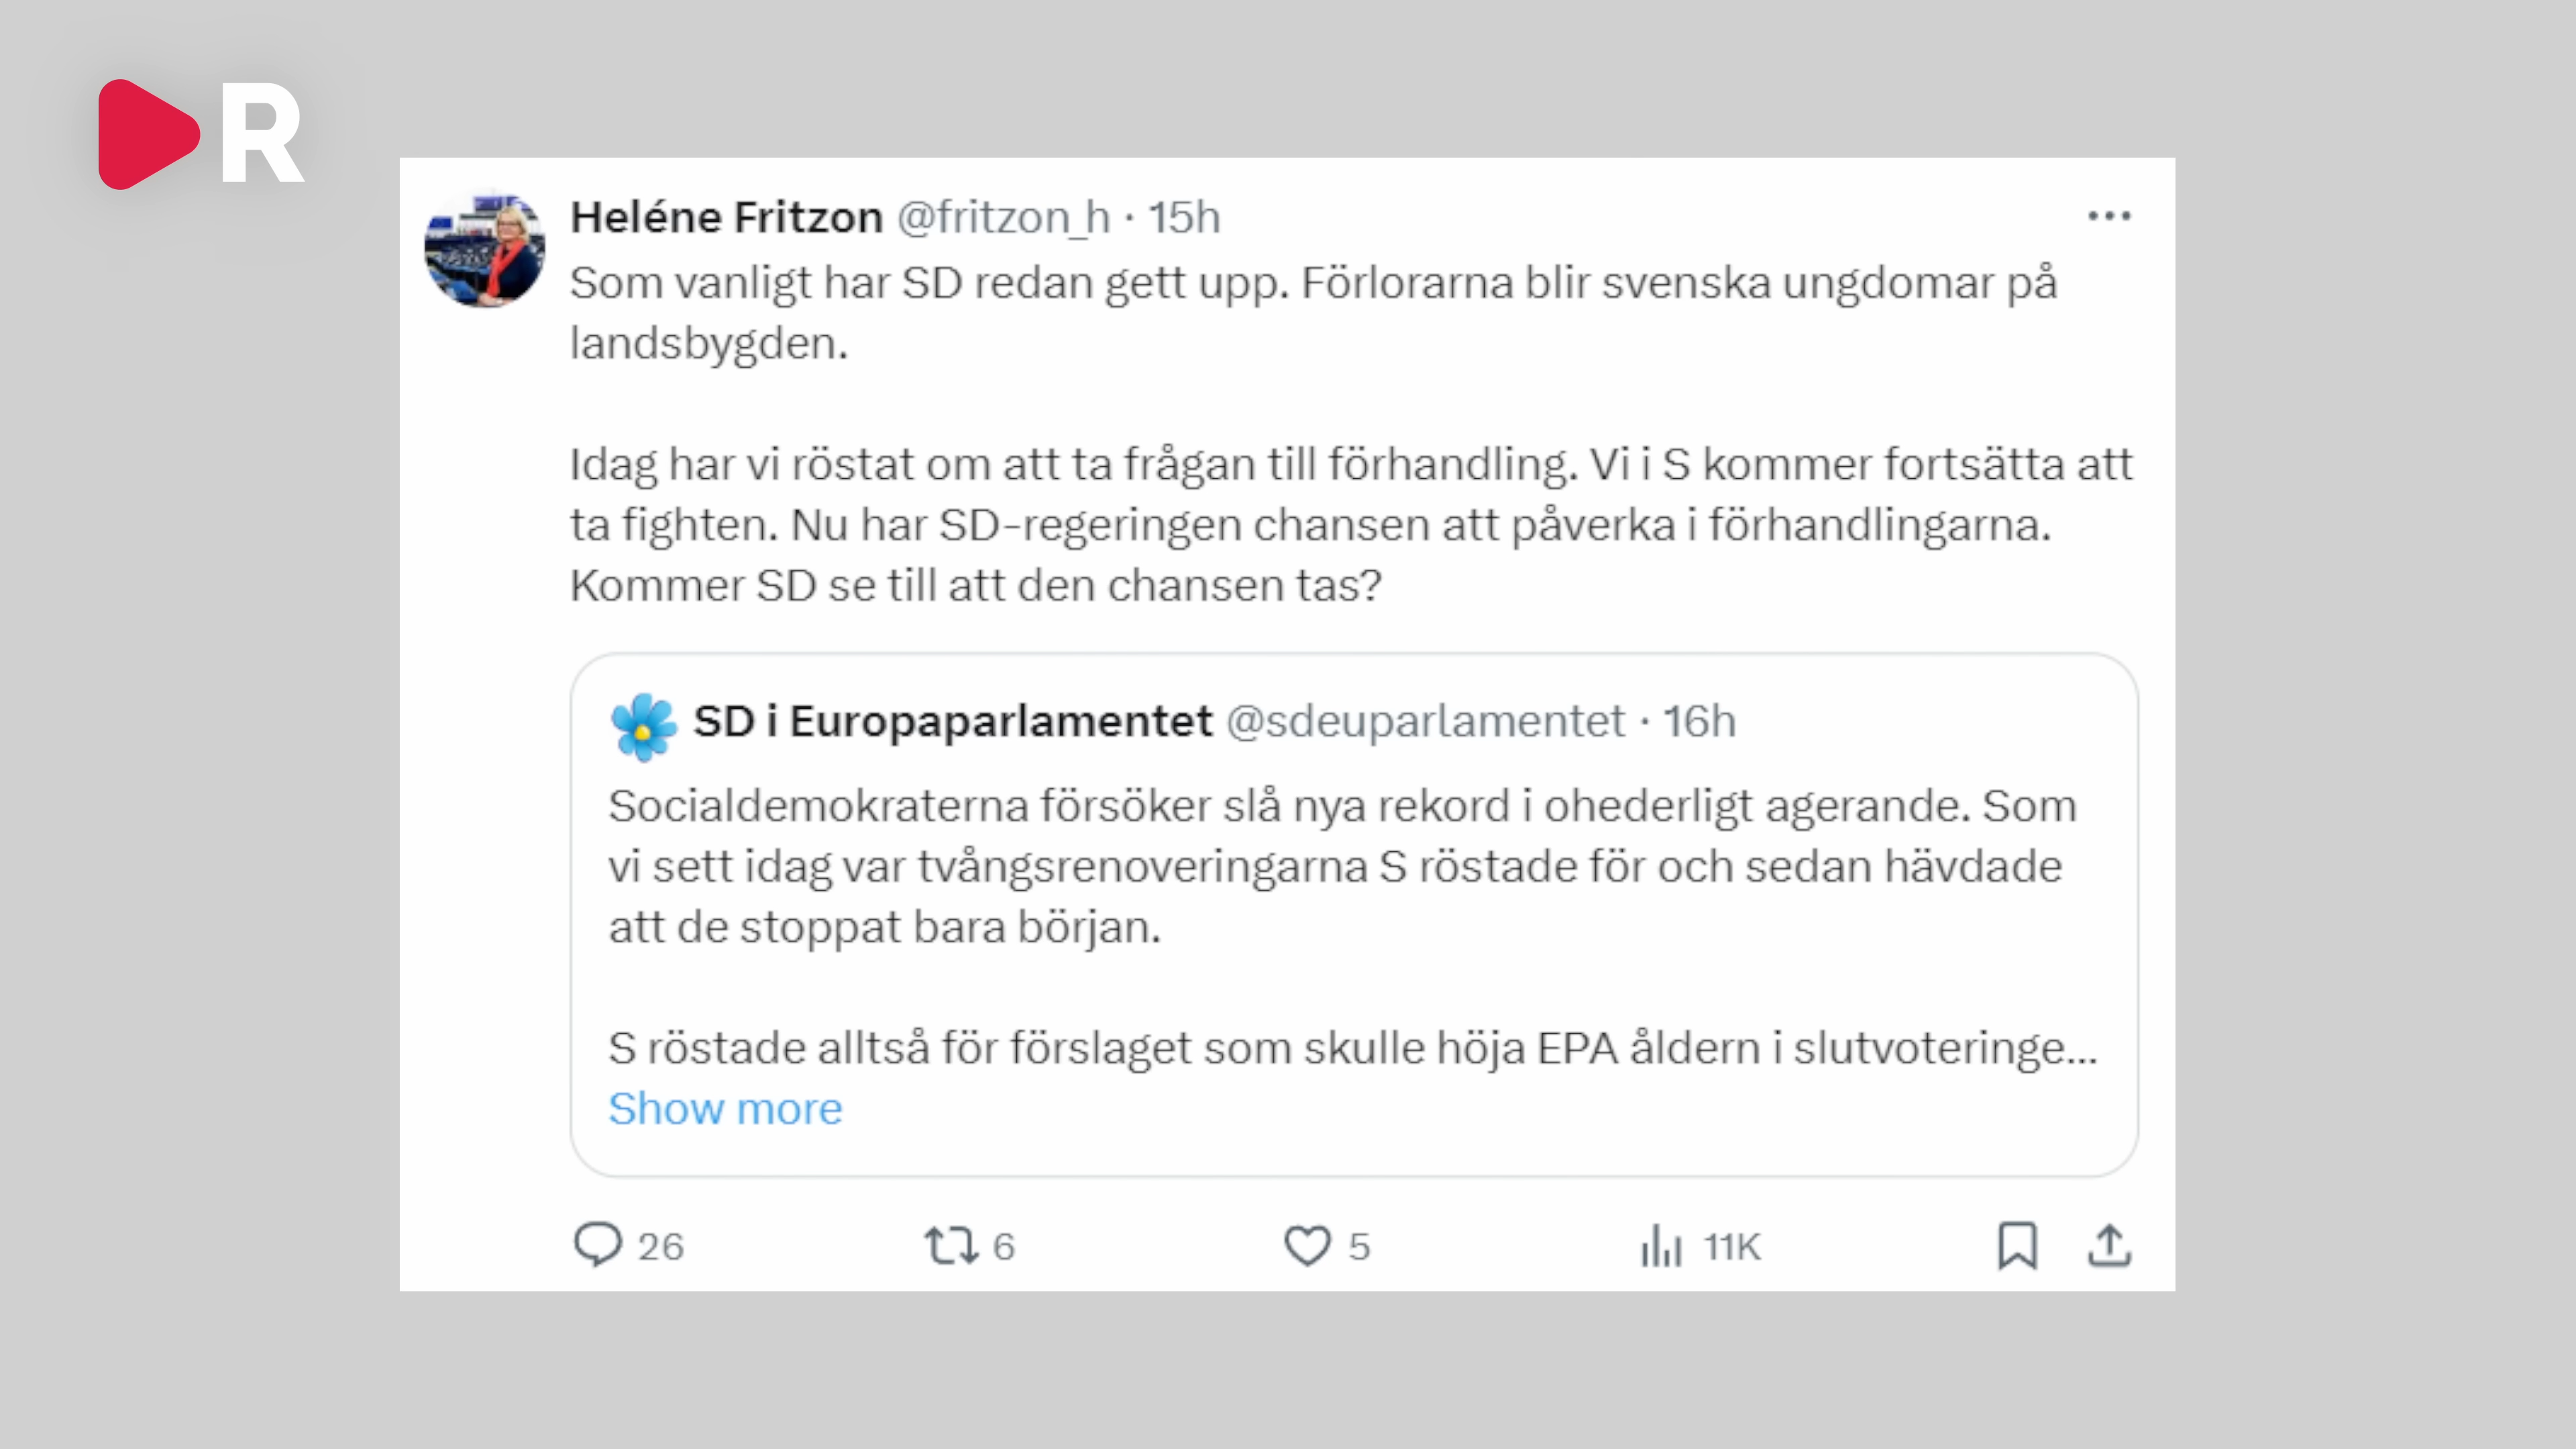 R
Heléne Fritzon @fritzon_h · 15h
Som vanligt har SD redan gett upp. Förlorarna blir svenska ungdomar på
landsbygden.
Idag har vi röstat om att ta frågan till förhandling. Vi i S kommer fortsätta att
ta fighten. Nu har SD-regeringen chansen att påverka i förhandlingarna.
Kommer SD se till att den chansen tas?
SD i Europaparlamentet @sdeuparlamentet · 16h
Socialdemokraterna försöker slå nya rekord i ohederligt agerande. Som
vi sett idag var tvångsrenoveringarna S röstade för och sedan hävdade
att de stoppat bara början.
S röstade alltså för förslaget som skulle höja EPA åldern i slutvoteringe...
Show more
26 6 5 11K